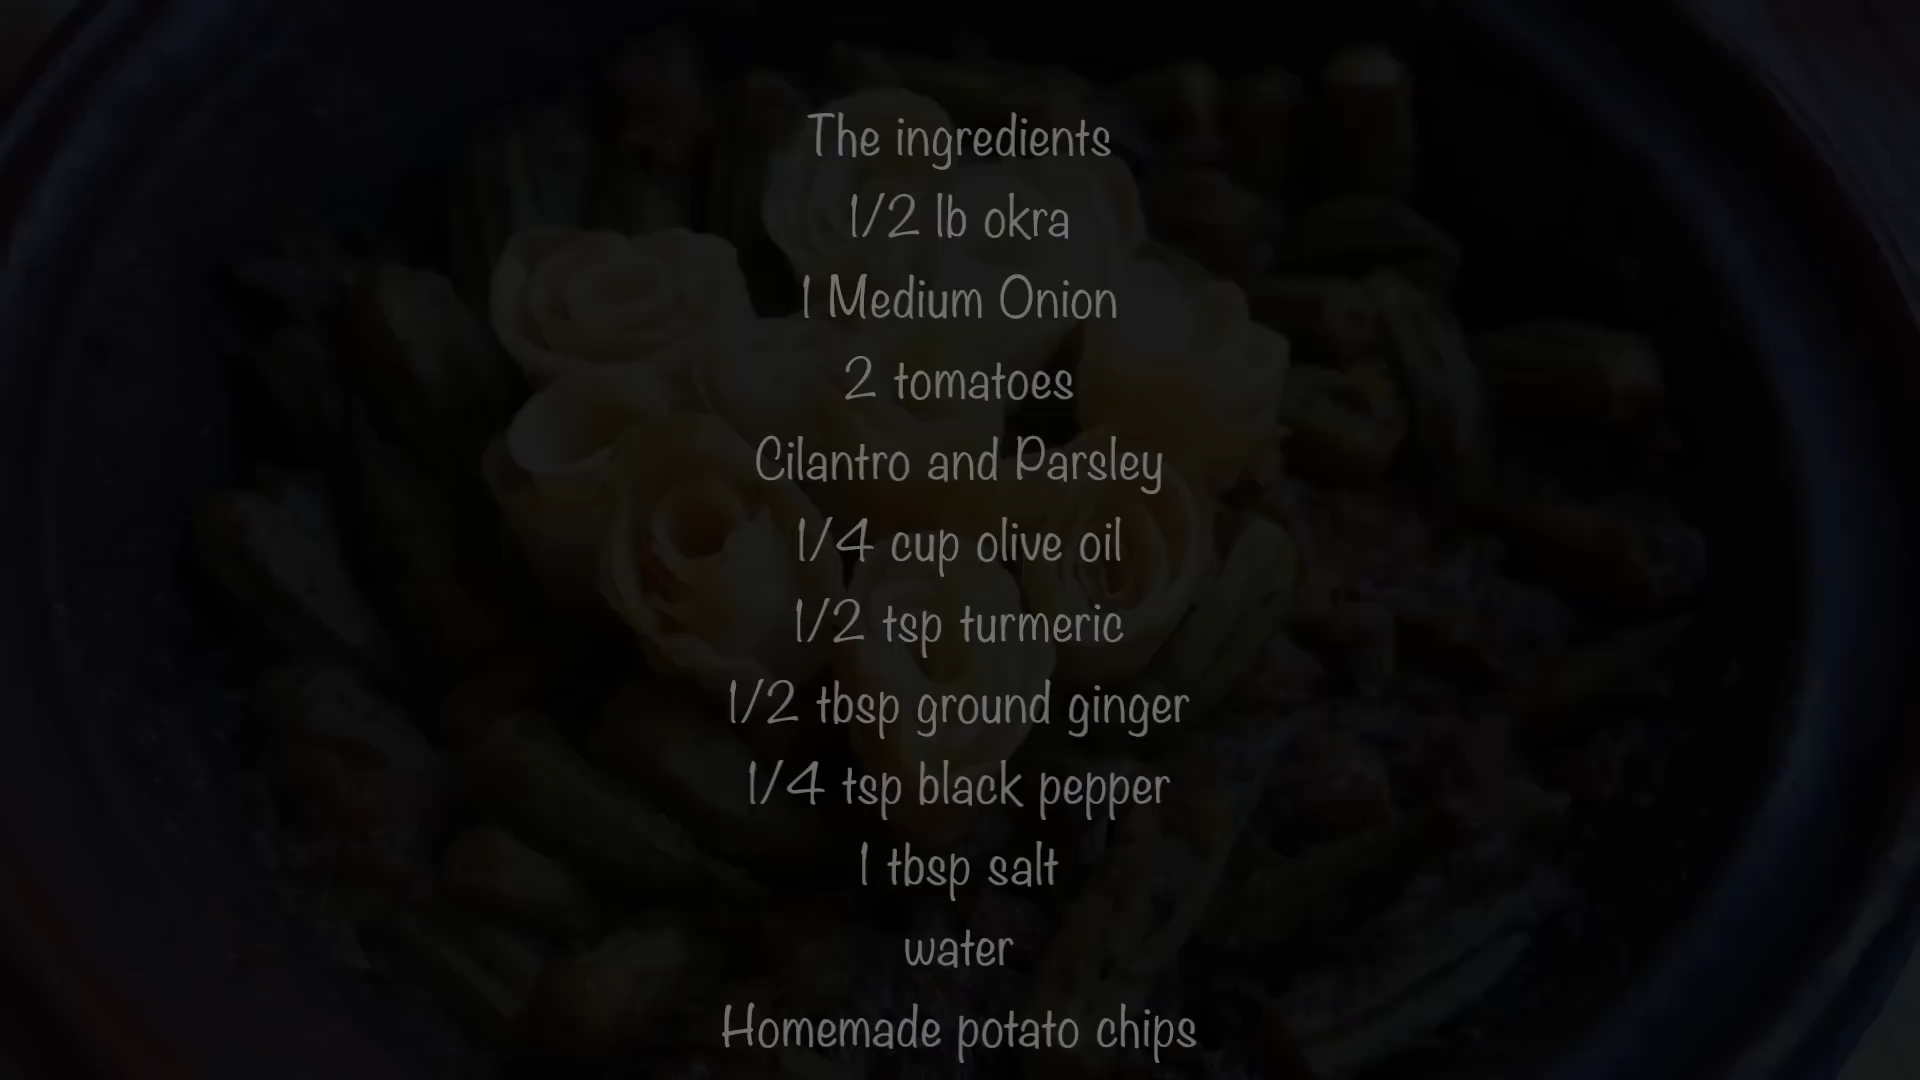 The ingredients
1/2 lb okra
1 Medium Onion
2 tomatoes
Cilantro and Parsley
1/4 cup olive oil
1/2 tsp turmeric
1/2 tbsp ground ginger
1/4 tsp black pepper
1 tbsp salt
water
Homemade potato chips